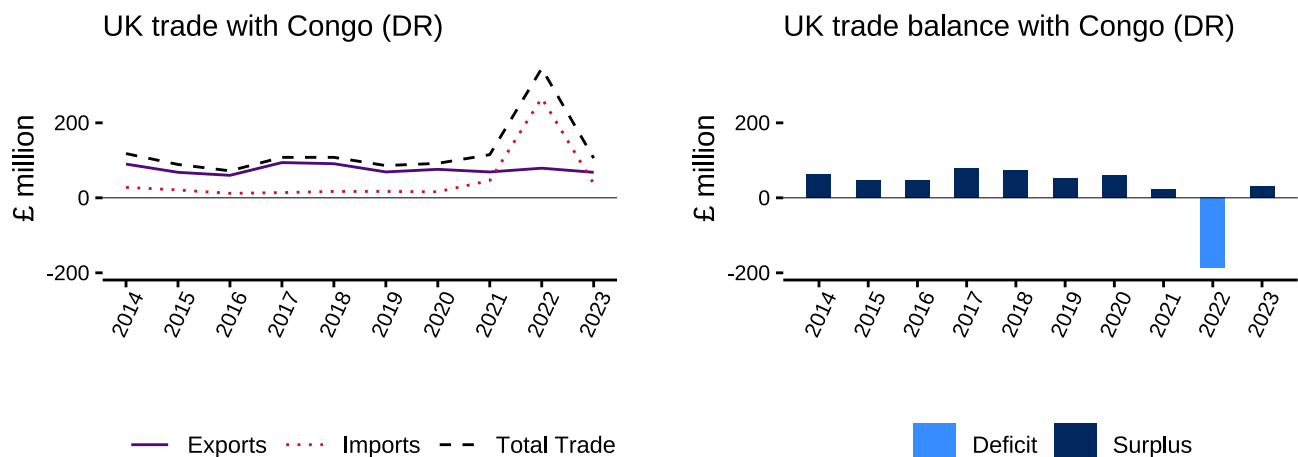 UK trade with Congo (DR)
£ million
200
0
-200
2014 2015 2016 2017 2018 2019 2020 2021 2022 2023
Exports Imports Total Trade
UK trade balance with Congo (DR)
£ million
200
0
-200
2014 2015 2016 2017 2018 2019 2020 2021 2022 2023
Deficit Surplus